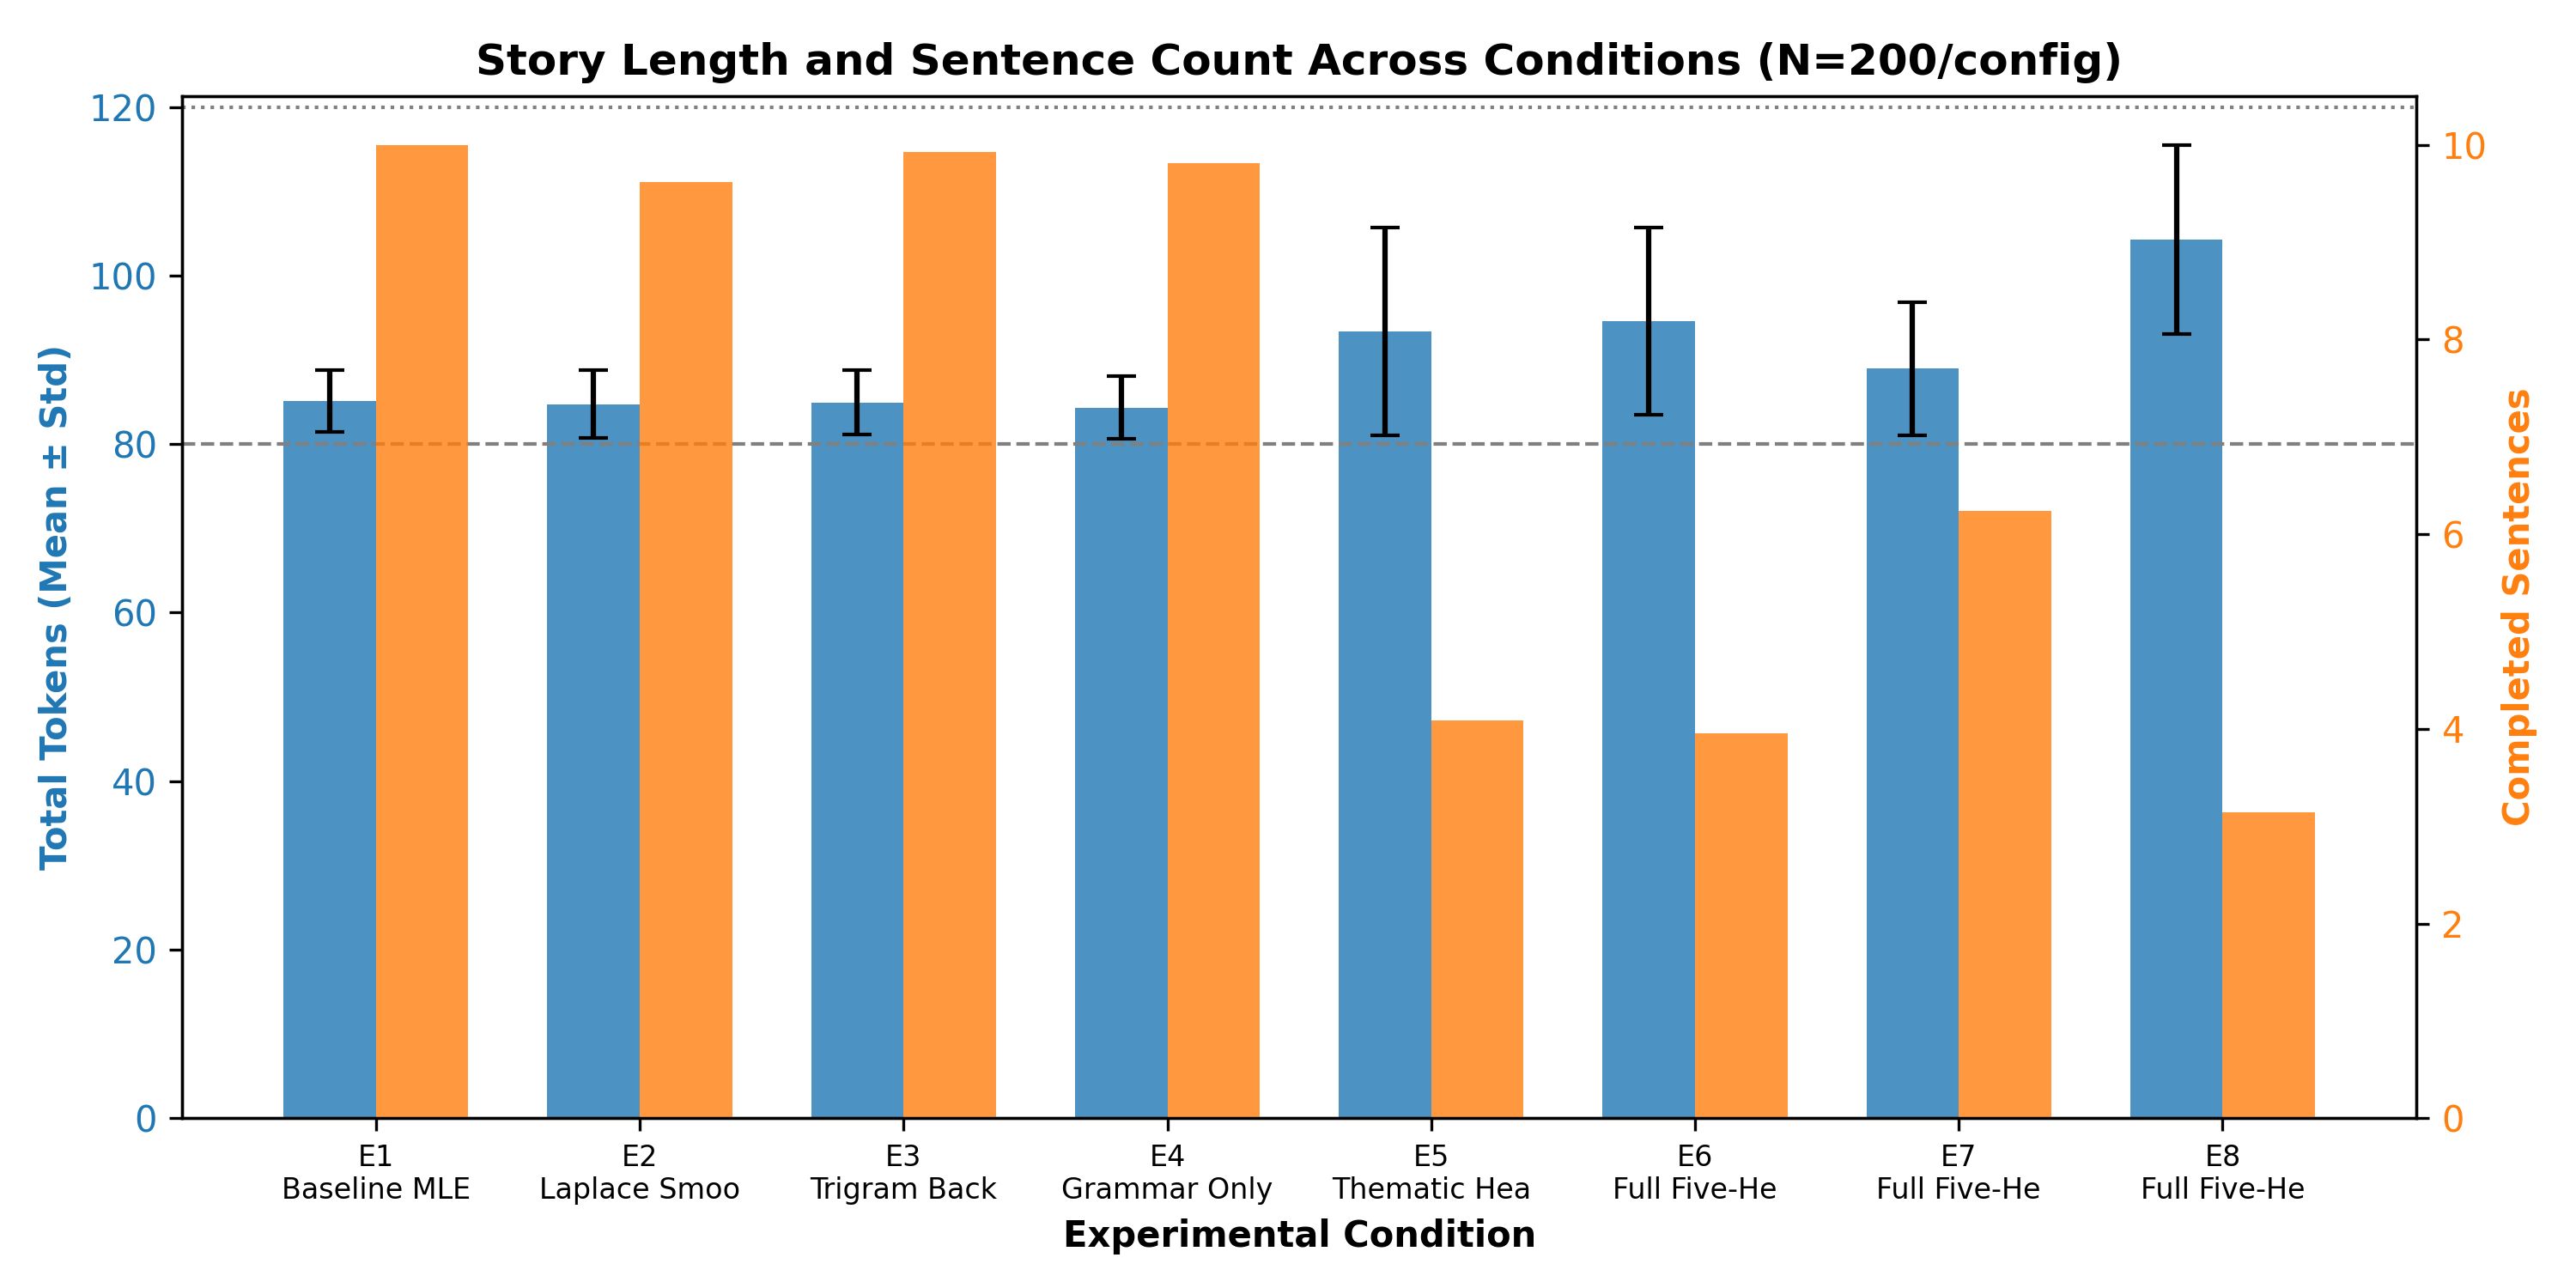 Story Length and Sentence Count Across Conditions (N=200/config)
Total Tokens (Mean ± Std)
120
100
80
60
40
20
0
Completed Sentences
10
8
6
4
2
0
E1
Baseline MLE
E2
Laplace Smoo
E3
Trigram Back
E4
Grammar Only
E5
Thematic Hea
E6
Full Five-He
E7
Full Five-He
E8
Full Five-He
Experimental Condition